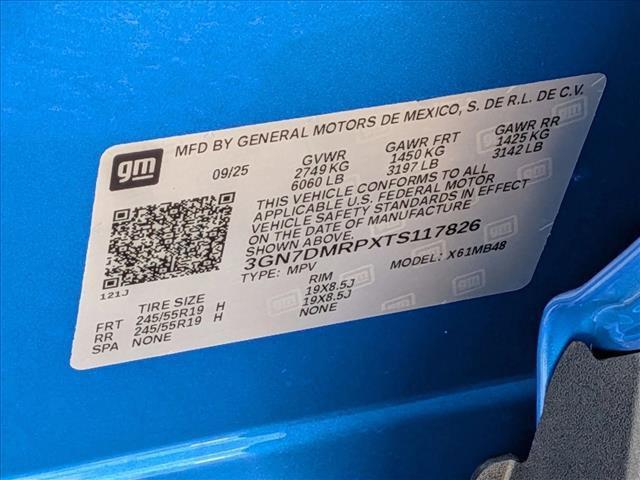 gm
MFD BY GENERAL MOTORS DE MEXICO, S. DE R.L. DE C.V.
09/25 GVWR GAWR FRT GAWR RR
2749 KG 1450 KG 1425 KG
6060 LB 3197 LB 3142 LB
THIS VEHICLE CONFORMS TO ALL
APPLICABLE U.S. FEDERAL MOTOR
VEHICLE SAFETY STANDARDS IN EFFECT
ON THE DATE OF MANUFACTURE
SHOWN ABOVE.
3GN7DMRPXTS117826
TYPE: MPV MODEL: X61MB48
121J
TIRE SIZE RIM
FRT 245/55R19 H 19X8.5J
RR 245/55R19 H 19X8.5J
SPA NONE NONE